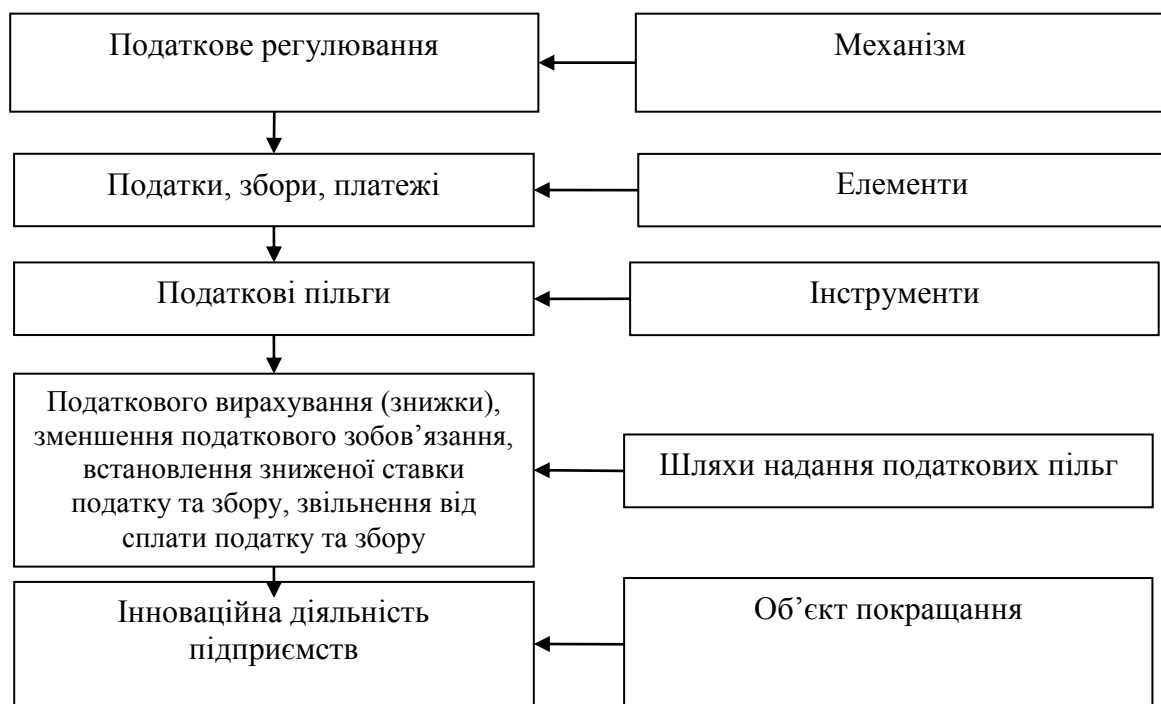 Податкове регулювання
Механізм
Податки, збори, платежі
Елементи
Податкові пільги
Інструменти
Податкового вирахування (знижки),
зменшення податкового зобов’язання,
встановлення зниженої ставки
податку та збору, звільнення від
сплати податку та збору
Шляхи надання податкових пільг
Інноваційна діяльність
підприємств
Об’єкт покращання